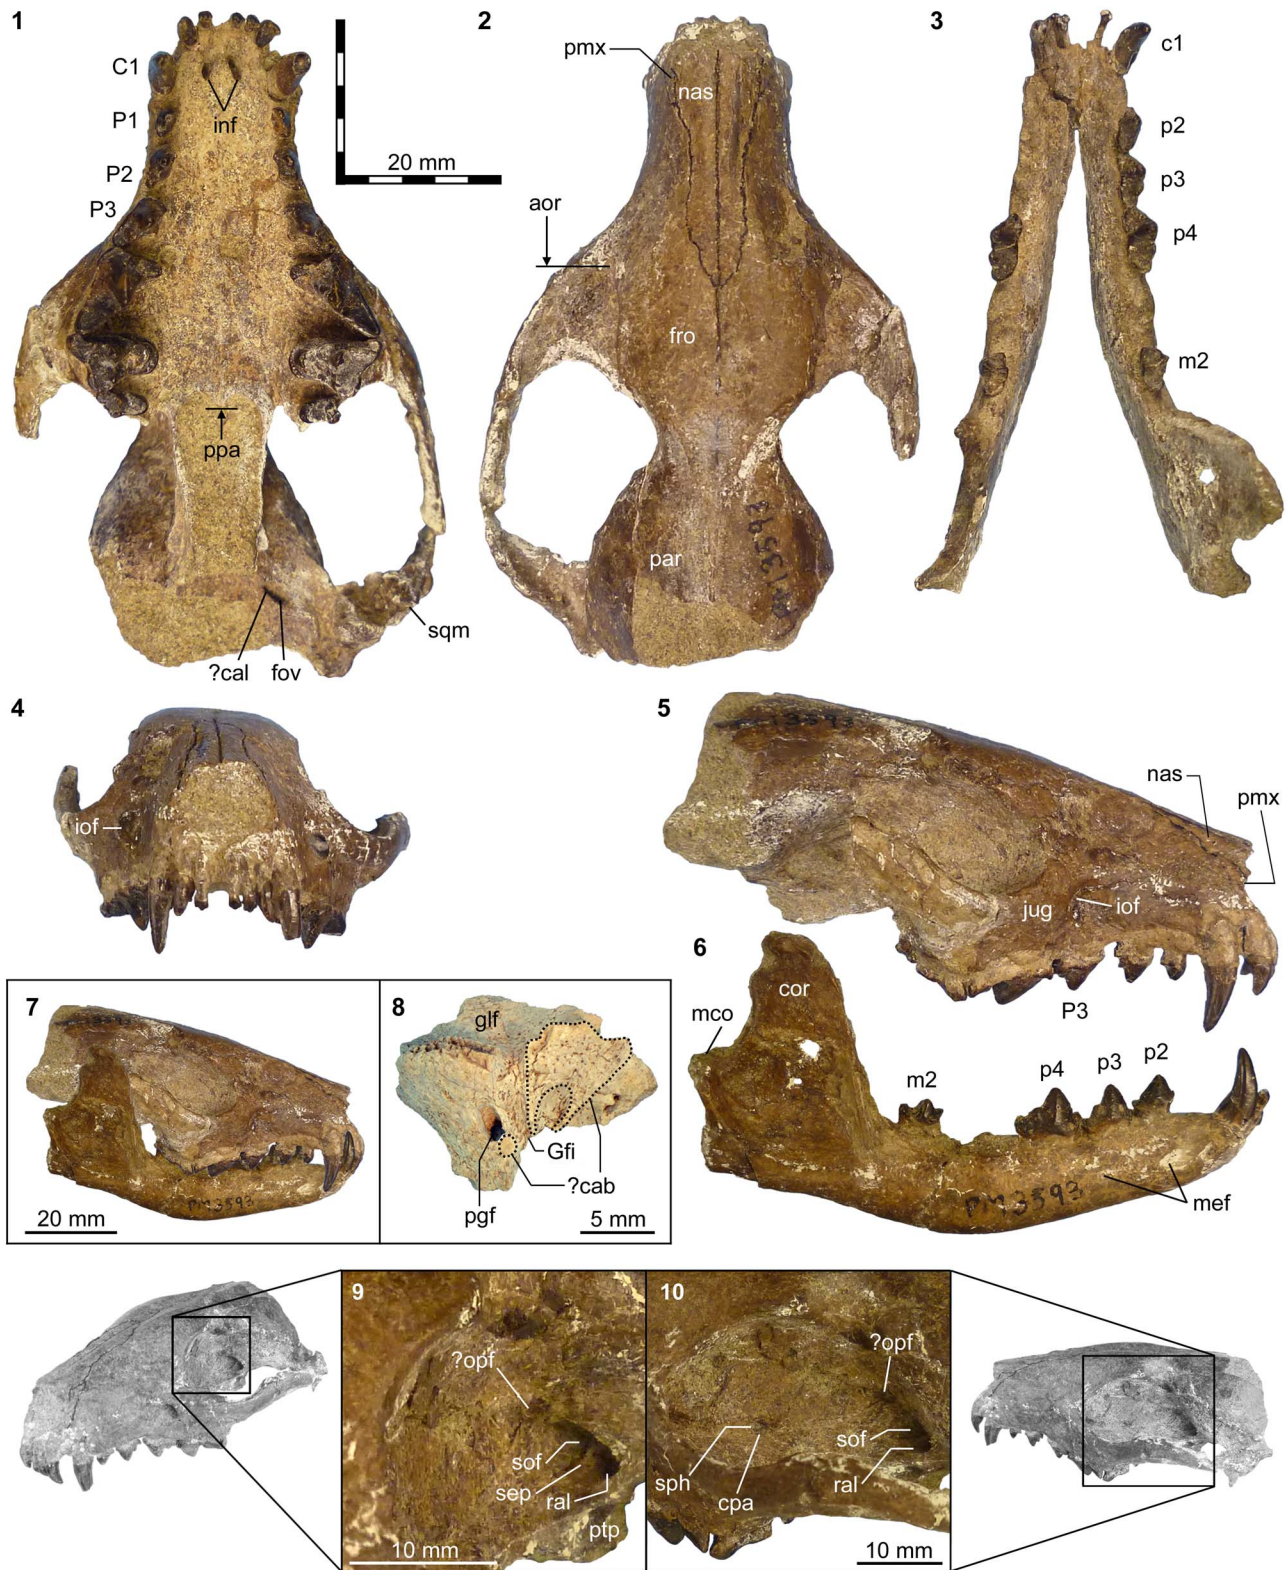 1
C1
P1
P2
P3
inf
ppa
?cal
fov
sqm
20 mm
2
pmx
nas
aor
fro
par
3
c1
p2
p3
p4
m2
4
iof
5
nas
pmx
jug
iof
P3
6
cor
mco
m2
p4
p3
p2
mef
PM3593
7
PM3593
20 mm
8
glf
Gfi
?cab
pgf
5 mm
9
?opf
sof
sep
ral
ptp
10 mm
10
?opf
sof
sph
cpa
ral
10 mm